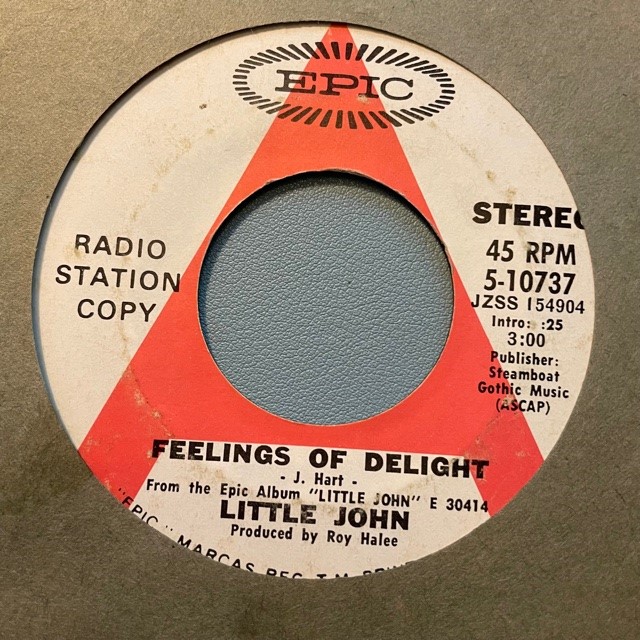 EPIC
RADIO
STATION
COPY
STEREO
45 RPM
5-10737
JZSS 154904
Intro: :25
3:00
Publisher:
Steamboat
Gothic Music
(ASCAP)
FEELINGS OF DELIGHT
- J. Hart -
From the Epic Album "LITTLE JOHN" E 30414
LITTLE JOHN
Produced by Roy Halee
"EPIC," MARCAS REG. T.M.